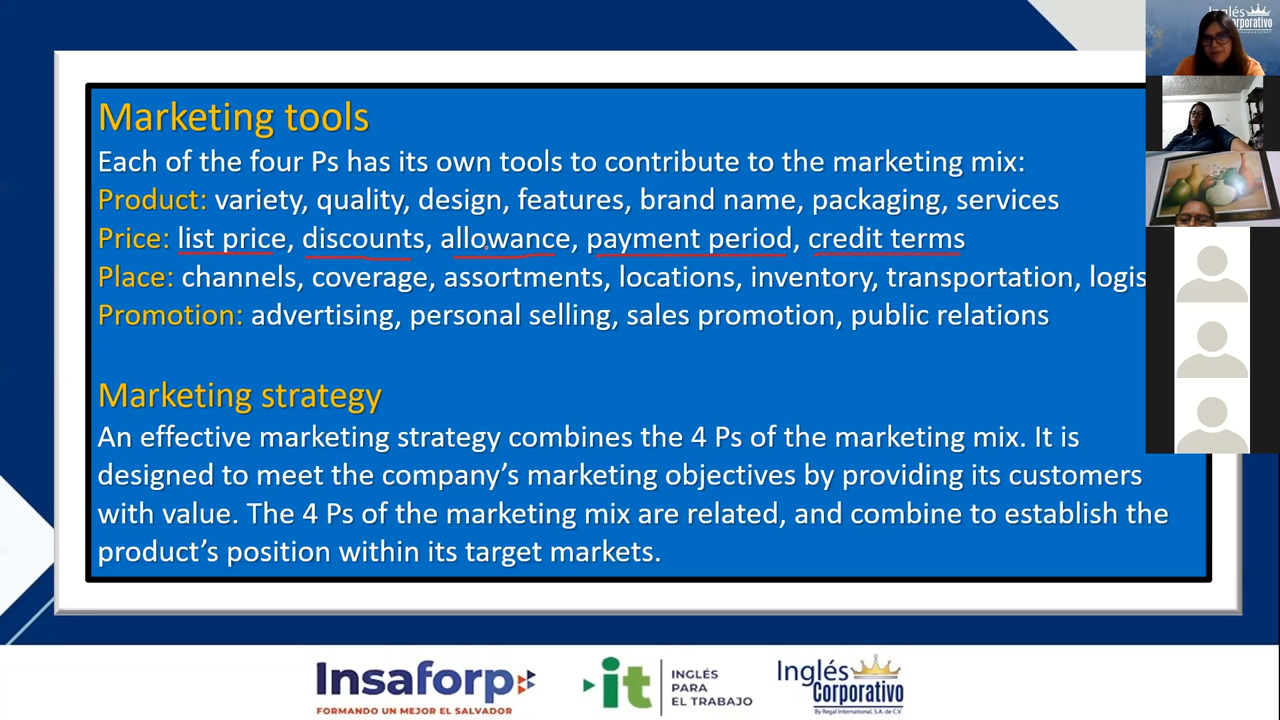 Marketing tools
Each of the four Ps has its own tools to contribute to the marketing mix:
Product: variety, quality, design, features, brand name, packaging, services
Price: list price, discounts, allowance, payment period, credit terms
Place: channels, coverage, assortments, locations, inventory, transportation, logis
Promotion: advertising, personal selling, sales promotion, public relations
Marketing strategy
An effective marketing strategy combines the 4 Ps of the marketing mix. It is
designed to meet the company's marketing objectives by providing its customers
with value. The 4 Ps of the marketing mix are related, and combine to establish the
product's position within its target markets.
Insaforp
FORMANDO UN MEJOR EL SALVADOR
it
INGLÉS
PARA
EL TRABAJO
Inglés
Corporativo
By Regal International, S.A. de C.V.